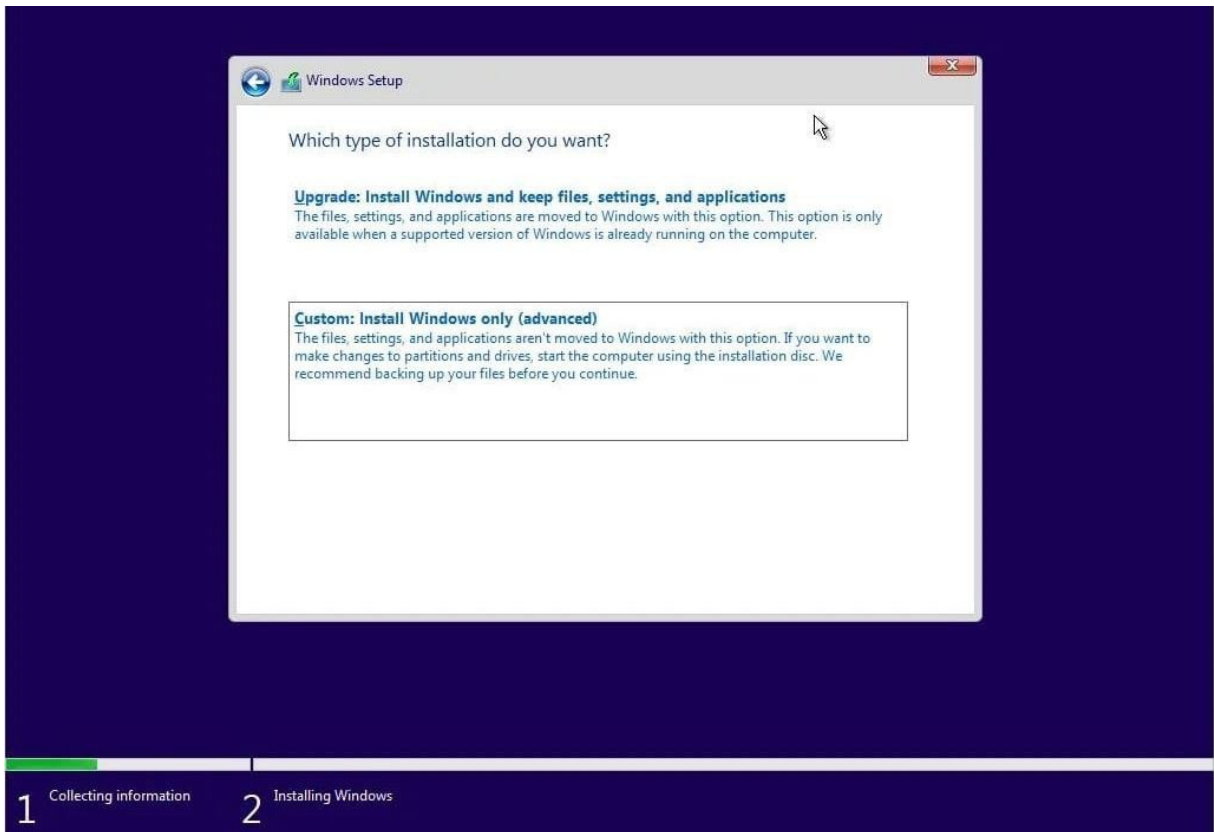 Windows Setup
Which type of installation do you want?
Upgrade: Install Windows and keep files, settings, and applications
The files, settings, and applications are moved to Windows with this option. This option is only
available when a supported version of Windows is already running on the computer.
Custom: Install Windows only (advanced)
The files, settings, and applications aren't moved to Windows with this option. If you want to
make changes to partitions and drives, start the computer using the installation disc. We
recommend backing up your files before you continue.
1 Collecting information 2 Installing Windows